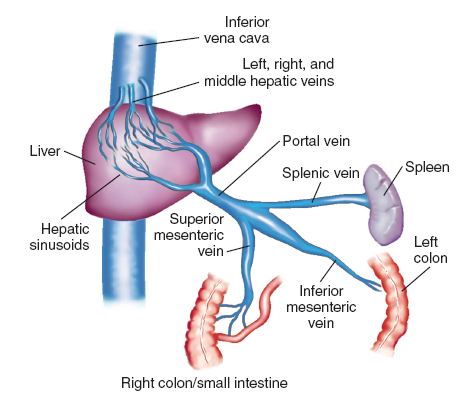 Inferior
vena cava
Left, right, and
middle hepatic veins
Liver
Portal vein
Splenic vein
Spleen
Hepatic
sinusoids
Superior
mesenteric
vein
Left
colon
Inferior
mesenteric
vein
Right colon/small intestine